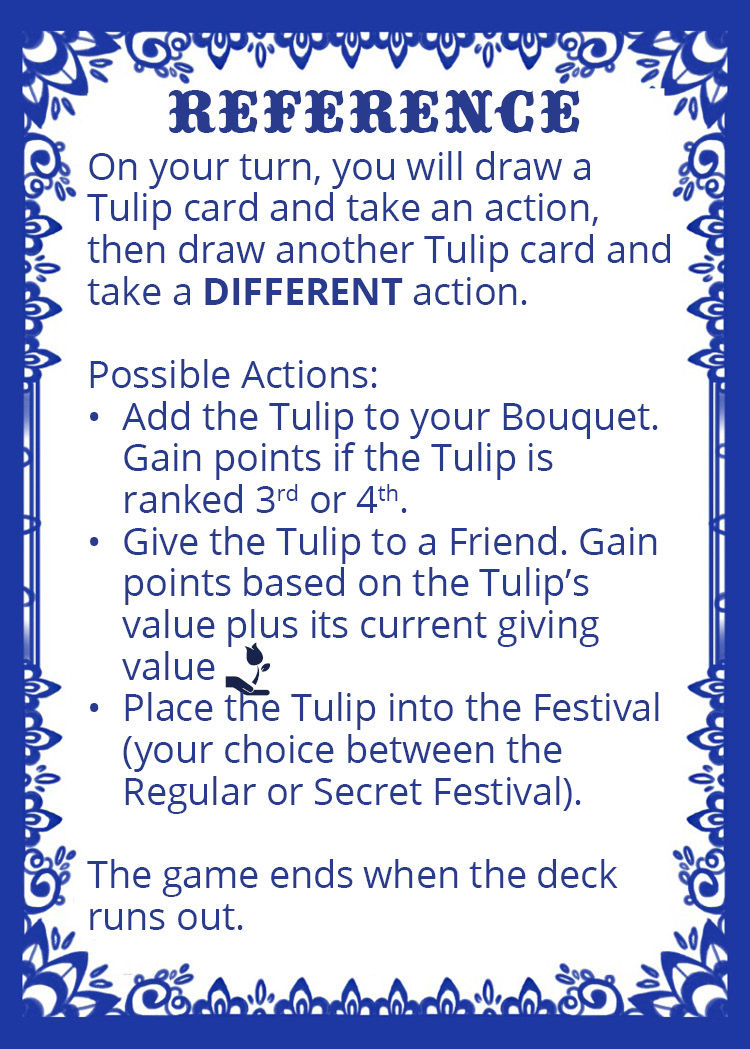 REFERENCE
On your turn, you will draw a
Tulip card and take an action,
then draw another Tulip card and
take a DIFFERENT action.
Possible Actions:
• Add the Tulip to your Bouquet.
Gain points if the Tulip is
ranked 3rd or 4th.
• Give the Tulip to a Friend. Gain
points based on the Tulip’s
value plus its current giving
value
• Place the Tulip into the Festival
(your choice between the
Regular or Secret Festival).
The game ends when the deck
runs out.